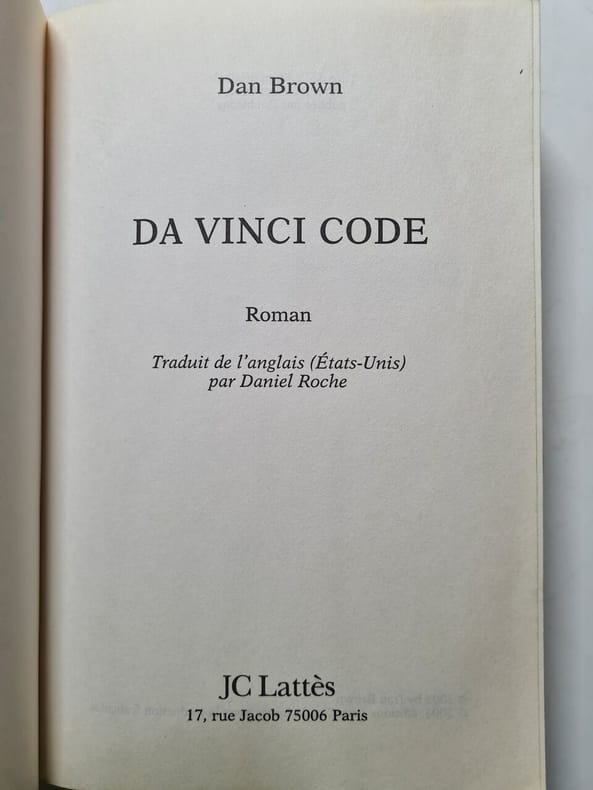 Dan Brown
DA VINCI CODE
Roman
Traduit de l'anglais (États-Unis)
par Daniel Roche
JC Lattès
17, rue Jacob 75006 Paris